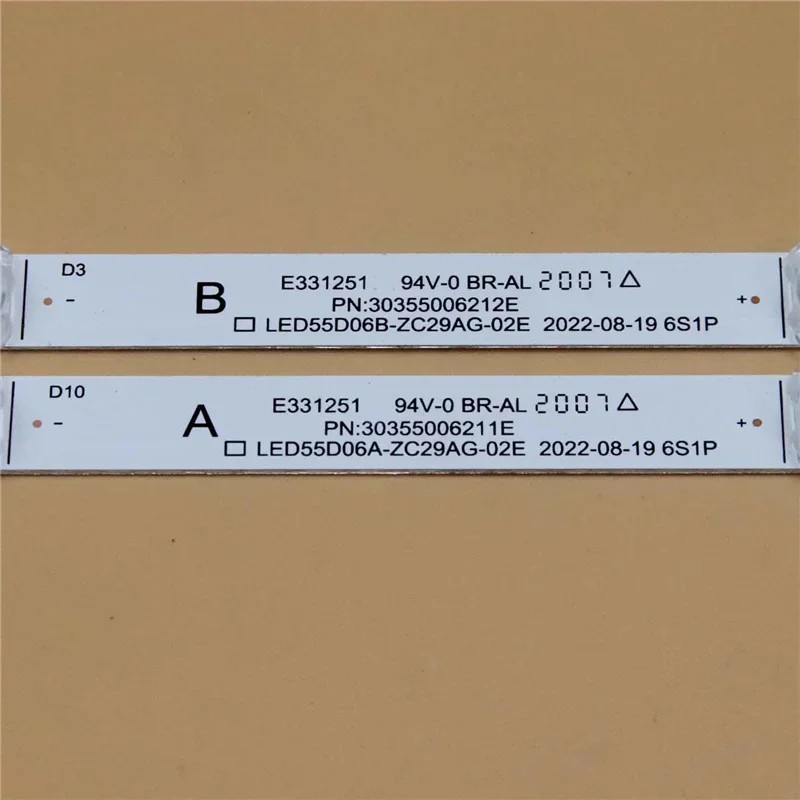 D3
E331251 94V-0 BR-AL 2007 △
- B PN:30355006212E +
□ LED55D06B-ZC29AG-02E 2022-08-19 6S1P
D10
E331251 94V-0 BR-AL 2007 △
- A PN:30355006211E +
□ LED55D06A-ZC29AG-02E 2022-08-19 6S1P